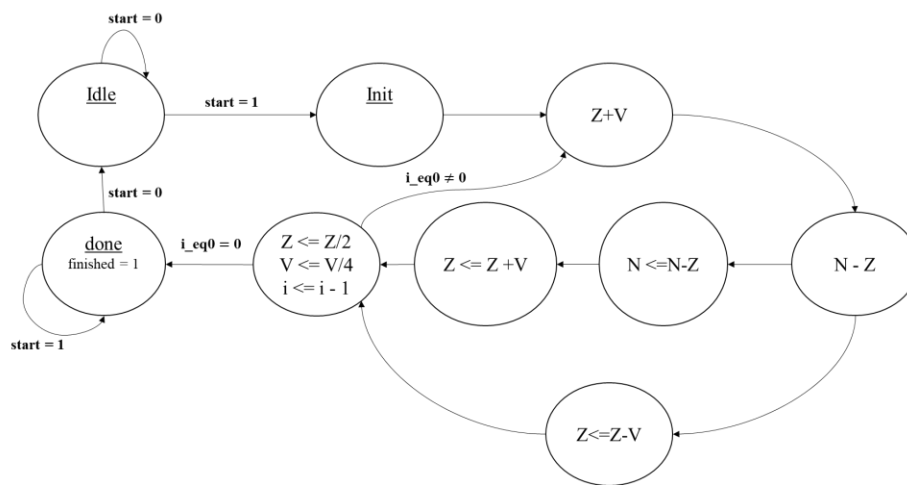 start = 0
Idle
start = 1
Init
Z+V
start = 0
i_eq0 ≠ 0
done
finished = 1
i_eq0 = 0
Z <= Z/2
V <= V/4
i <= i - 1
Z <= Z +V
N <=N-Z
N - Z
start = 1
Z<=Z-V